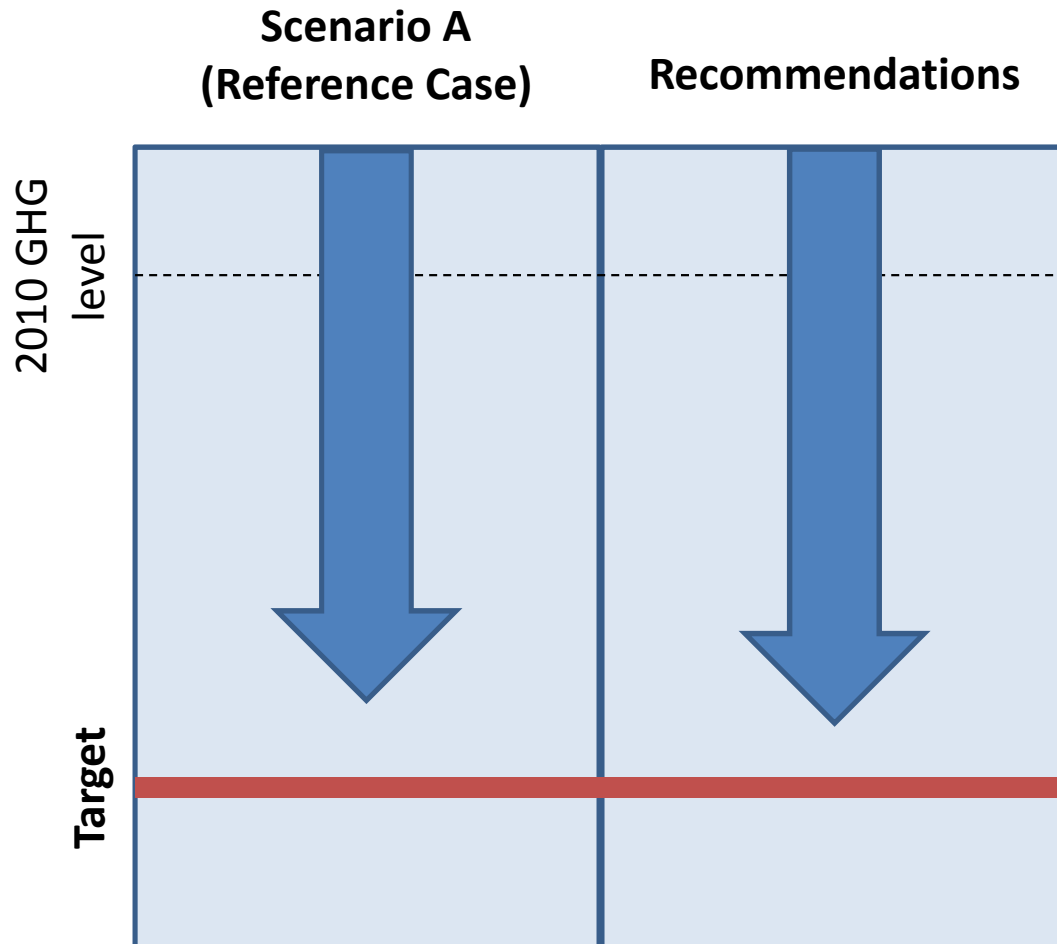 Scenario A
(Reference Case)
Recommendations
2010 GHG
level
Target